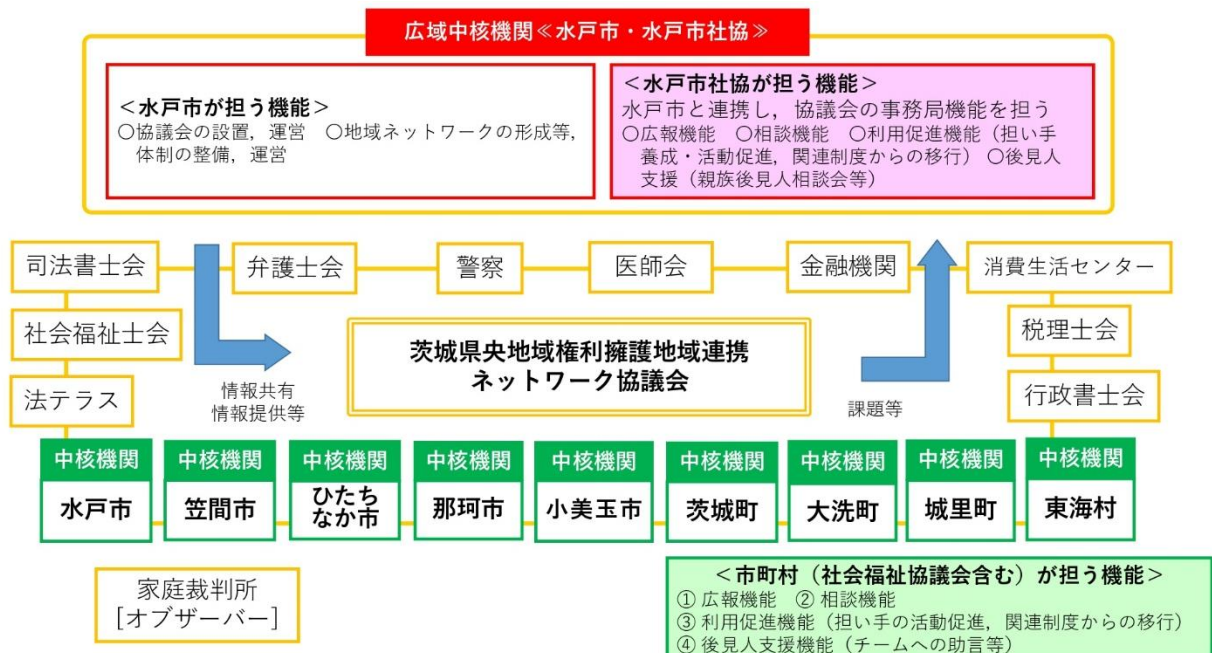 広域中核機関≪水戸市・水戸市社協≫
＜水戸市が担う機能＞
〇協議会の設置，運営　〇地域ネットワークの形成等，
体制の整備，運営
＜水戸市社協が担う機能＞
水戸市と連携し，協議会の事務局機能を担う
〇広報機能　〇相談機能　〇利用促進機能（担い手
養成・活動促進，関連制度からの移行）〇後見人
支援（親族後見人相談会等）
司法書士会
弁護士会
警察
医師会
金融機関
消費生活センター
社会福祉士会
税理士会
法テラス
行政書士会
情報共有
情報提供等
茨城県央地域権利擁護地域連携
ネットワーク協議会
課題等
中核機関
水戸市
中核機関
笠間市
中核機関
ひたち
なか市
中核機関
那珂市
中核機関
小美玉市
中核機関
茨城町
中核機関
大洗町
中核機関
城里町
中核機関
東海村
家庭裁判所
[オブザーバー]
＜市町村（社会福祉協議会含む）が担う機能＞
① 広報機能　② 相談機能
③ 利用促進機能（担い手の活動促進，関連制度からの移行）
④ 後見人支援機能（チームへの助言等）